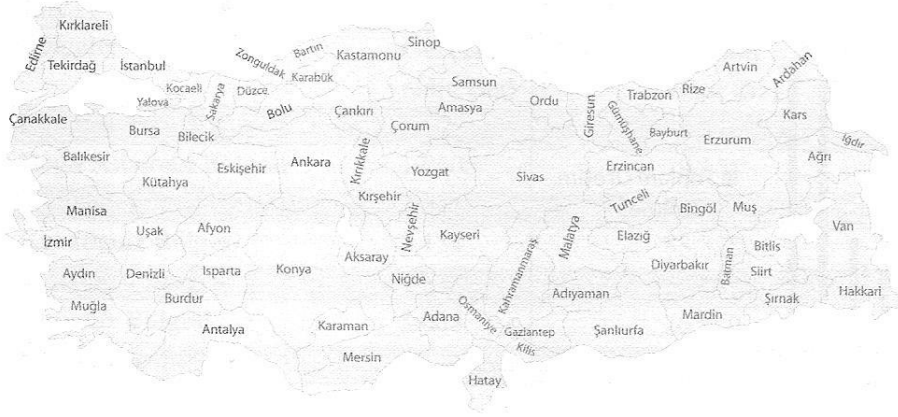 Kırklareli
Edirne
Tekirdağ
İstanbul
Kocaeli
Yalova
Sakarya
Düzce
Zonguldak
Bartın
Karabük
Kastamonu
Sinop
Bolu
Çankırı
Samsun
Amasya
Çorum
Ordu
Giresun
Gümüşhane
Trabzon
Rize
Artvin
Ardahan
Kars
Bayburt
Erzurum
Iğdır
Ağrı
Çanakkale
Bursa
Bilecik
Balıkesir
Kütahya
Eskişehir
Ankara
Kırıkkale
Kırşehir
Yozgat
Sivas
Erzincan
Tunceli
Bingöl
Muş
Van
Manisa
İzmir
Uşak
Afyon
Nevşehir
Kayseri
Malatya
Elazığ
Bitlis
Aydın
Denizli
Isparta
Konya
Aksaray
Niğde
Kahramanmaraş
Adıyaman
Diyarbakır
Batman
Siirt
Şırnak
Hakkari
Muğla
Burdur
Antalya
Karaman
Mersin
Adana
Osmaniye
Gaziantep
Kilis
Şanlıurfa
Mardin
Hatay